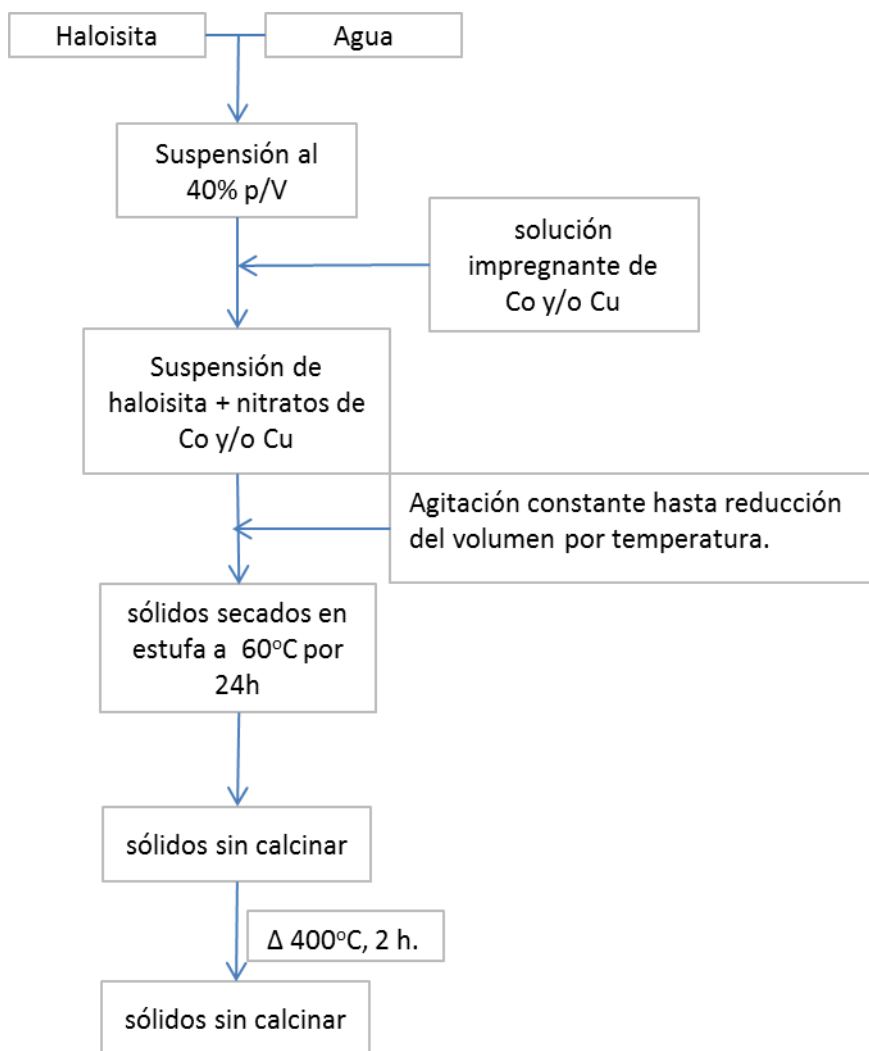 Haloisita
Agua
Suspensión al
40% p/V
solución
impregnante de
Co y/o Cu
Suspensión de
haloisita + nitratos de
Co y/o Cu
Agitación constante hasta reducción
del volumen por temperatura.
sólidos secados en
estufa a 60°C por
24h
sólidos sin calcinar
Δ 400°C, 2 h.
sólidos sin calcinar